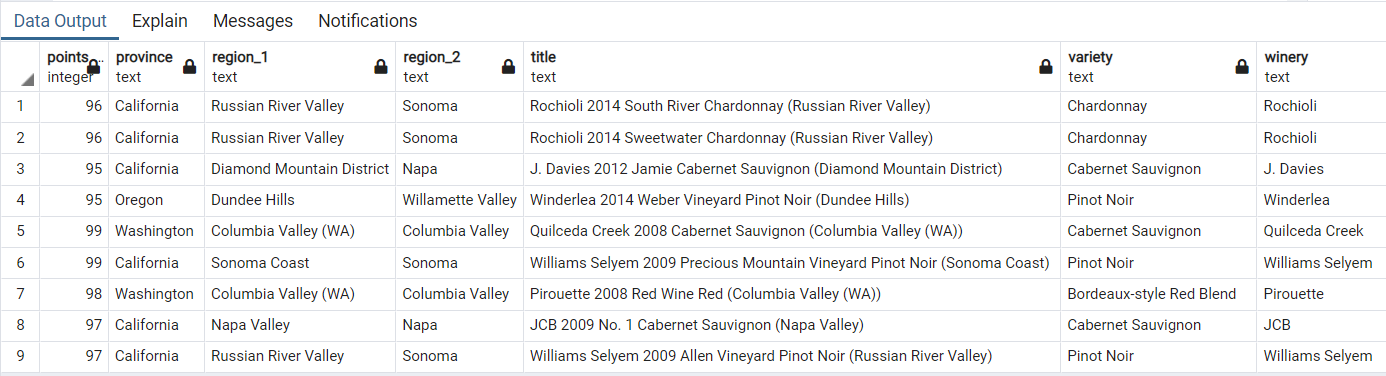 Data Output Explain Messages Notifications
points province region_1 region_2 title variety winery
integer text text text text text text
1 96 California Russian River Valley Sonoma Rochioli 2014 South River Chardonnay (Russian River Valley) Chardonnay Rochioli
2 96 California Russian River Valley Sonoma Rochioli 2014 Sweetwater Chardonnay (Russian River Valley) Chardonnay Rochioli
3 95 California Diamond Mountain District Napa J. Davies 2012 Jamie Cabernet Sauvignon (Diamond Mountain District) Cabernet Sauvignon J. Davies
4 95 Oregon Dundee Hills Willamette Valley Winderlea 2014 Weber Vineyard Pinot Noir (Dundee Hills) Pinot Noir Winderlea
5 99 Washington Columbia Valley (WA) Columbia Valley Quilceda Creek 2008 Cabernet Sauvignon (Columbia Valley (WA)) Cabernet Sauvignon Quilceda Creek
6 99 California Sonoma Coast Sonoma Williams Selyem 2009 Precious Mountain Vineyard Pinot Noir (Sonoma Coast) Pinot Noir Williams Selyem
7 98 Washington Columbia Valley (WA) Columbia Valley Pirouette 2008 Red Wine Red (Columbia Valley (WA)) Bordeaux-style Red Blend Pirouette
8 97 California Napa Valley Napa JCB 2009 No. 1 Cabernet Sauvignon (Napa Valley) Cabernet Sauvignon JCB
9 97 California Russian River Valley Sonoma Williams Selyem 2009 Allen Vineyard Pinot Noir (Russian River Valley) Pinot Noir Williams Selyem